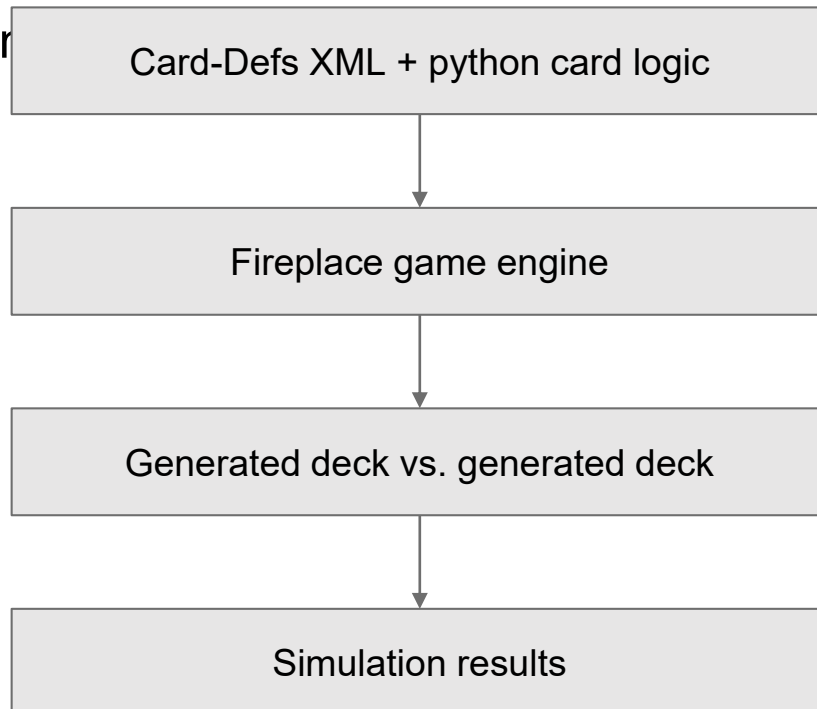 Card-Defs XML + python card logic
Fireplace game engine
Generated deck vs. generated deck
Simulation results